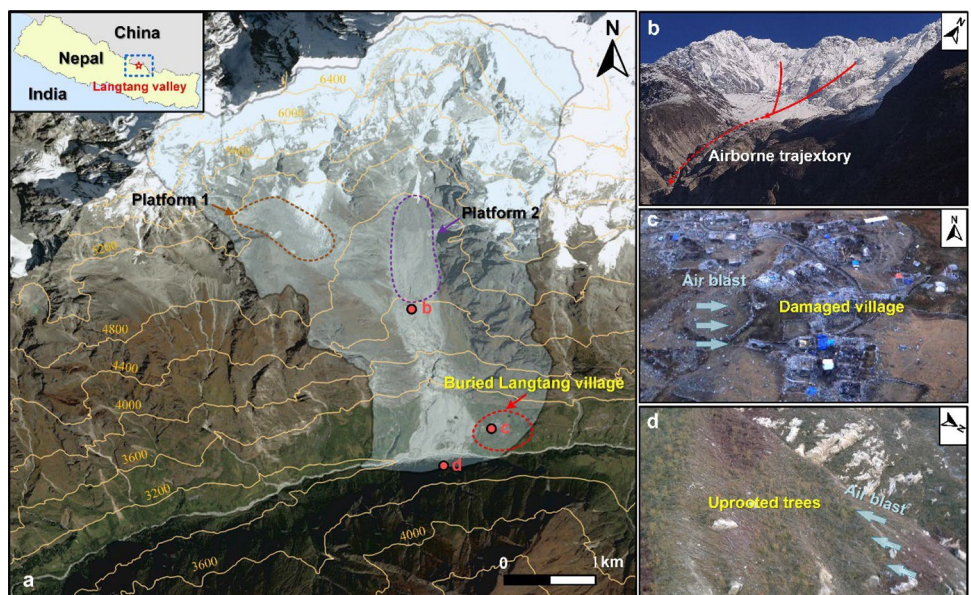 China
Nepal
India
Langtang valley
N
6400
6000
Platform 1
Platform 2
5200
b
4800
4400
4000
3600
3200
Buried Langtang village
c
d
4000
3600
0 1 km
a
b
N
Airborne trajextory
c
N
Air blast
Damaged village
d
N
Uprooted trees
Air blast